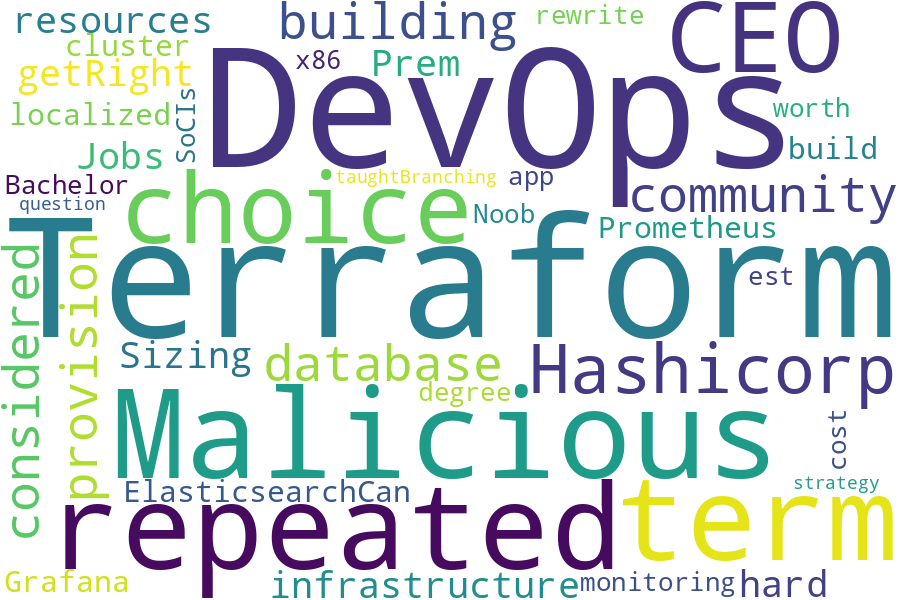 resources
building
rewrite
CEO
cluster
x86
Prem
DevOps
getRight
localized
SoCIs
worth
Jobs
build
Bachelor
choice
taughtBranching
app
community
question
Noob
Prometheus
Terraform
est
considered
provision
Sizing
database
Hashicorp
Malicious
degree
cost
ElasticsearchCan
repeated
term
strategy
Grafana
infrastructure
monitoring
hard